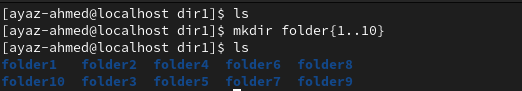 [ayaz-ahmed@localhost dir1]$ ls
[ayaz-ahmed@localhost dir1]$ mkdir folder{1..10}
[ayaz-ahmed@localhost dir1]$ ls
folder1   folder2  folder4  folder6  folder8
folder10  folder3  folder5  folder7  folder9